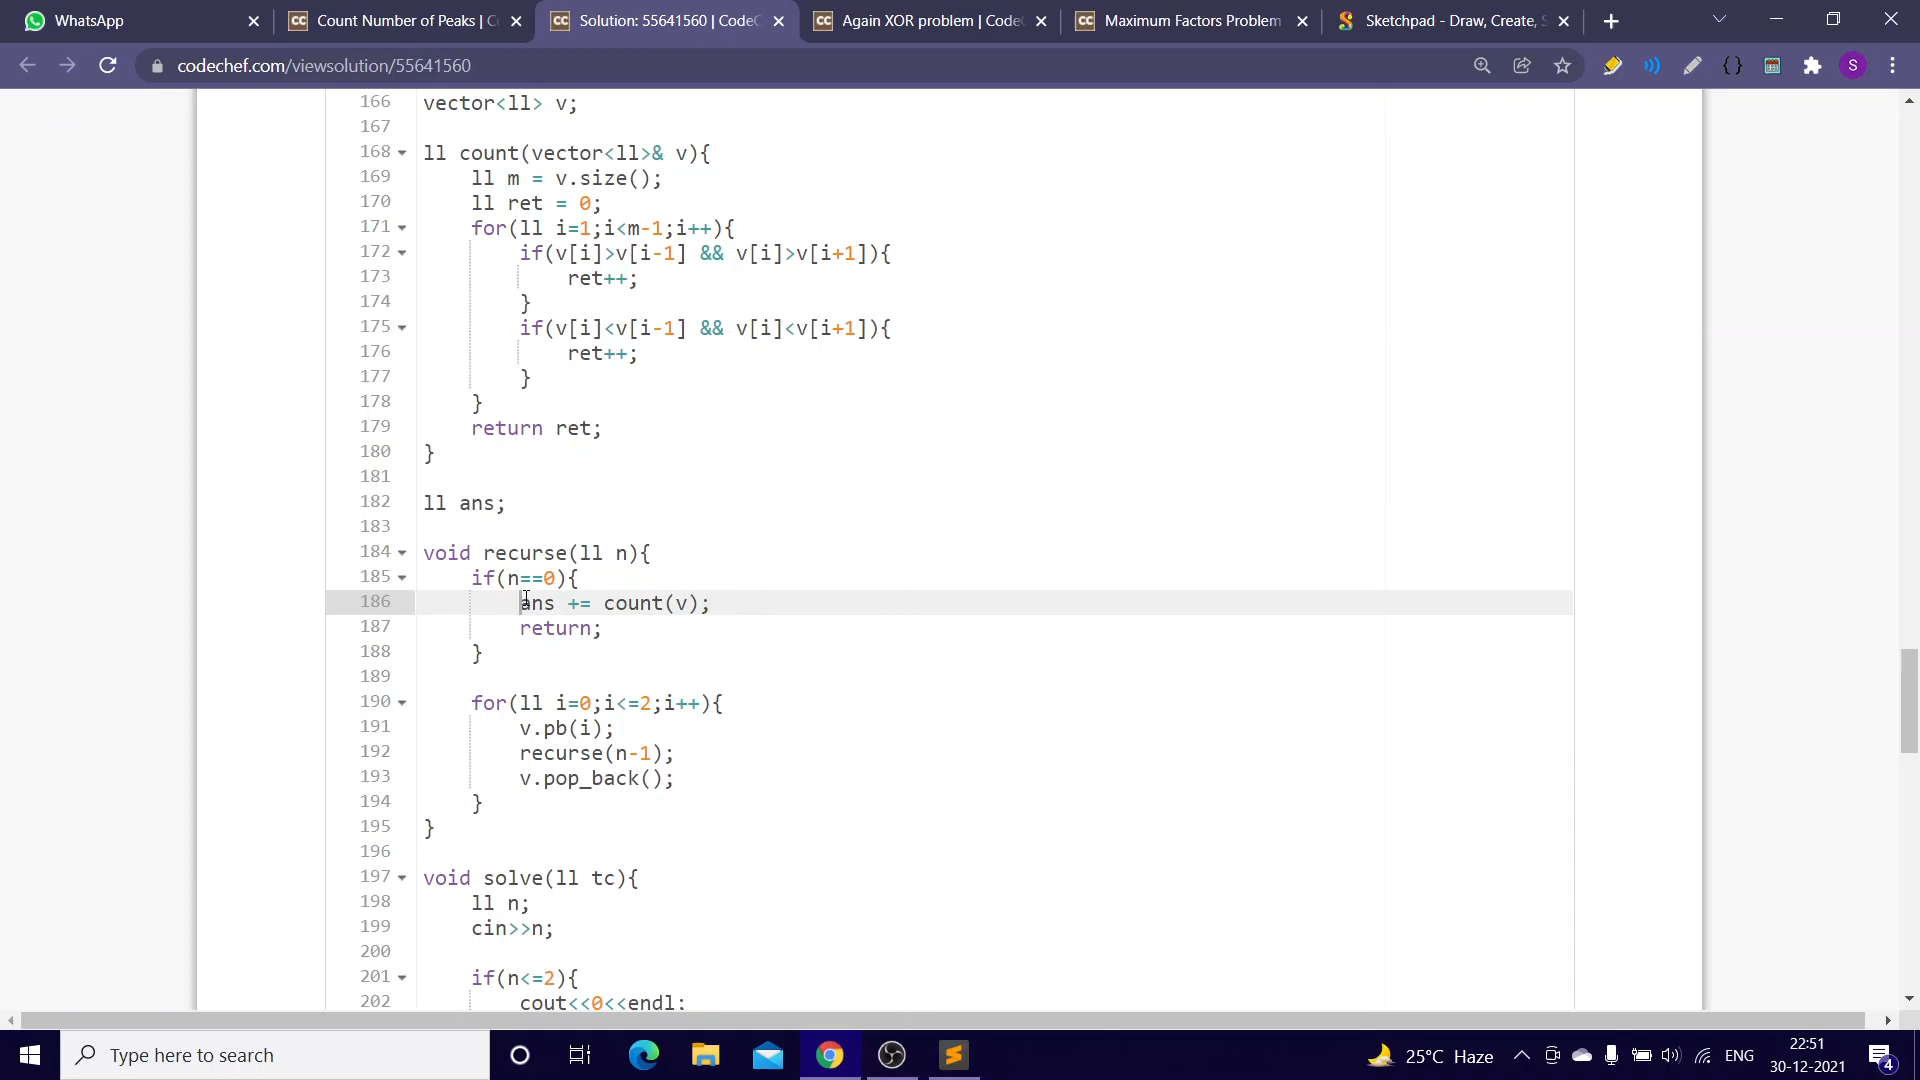 WhatsApp
Count Number of Peaks | C
Solution: 55641560 | CodeC
Again XOR problem | CodeC
Maximum Factors Problem
Sketchpad - Draw, Create, S
codechef.com/viewsolution/55641560
S
166 vector<ll> v;
167
168 ll count(vector<ll>& v){
169 ll m = v.size();
170 ll ret = 0;
171 for(ll i=1;i<m-1;i++){
172 if(v[i]>v[i-1] && v[i]>v[i+1]){
173 ret++;
174 }
175 if(v[i]<v[i-1] && v[i]<v[i+1]){
176 ret++;
177 }
178 }
179 return ret;
180 }
181
182 ll ans;
183
184 void recurse(ll n){
185 if(n==0){
186 ans += count(v);
187 return;
188 }
189
190 for(ll i=0;i<=2;i++){
191 v.pb(i);
192 recurse(n-1);
193 v.pop_back();
194 }
195 }
196
197 void solve(ll tc){
198 ll n;
199 cin>>n;
200
201 if(n<=2){
202 cout<<0<<endl;
Type here to search
25°C Haze
ENG
22:51
30-12-2021
4